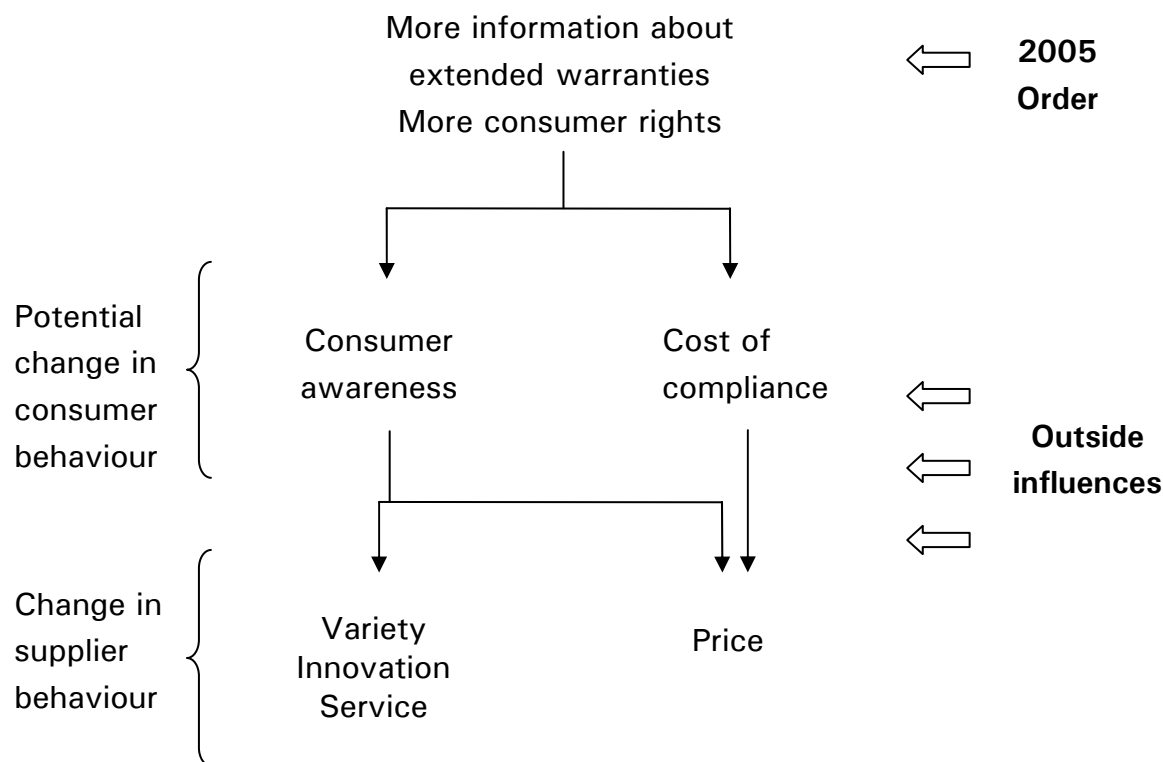 More information about
extended warranties
More consumer rights
2005
Order
Potential
change in
consumer
behaviour
Consumer
awareness
Cost of
compliance
Outside
influences
Change in
supplier
behaviour
Variety
Innovation
Service
Price